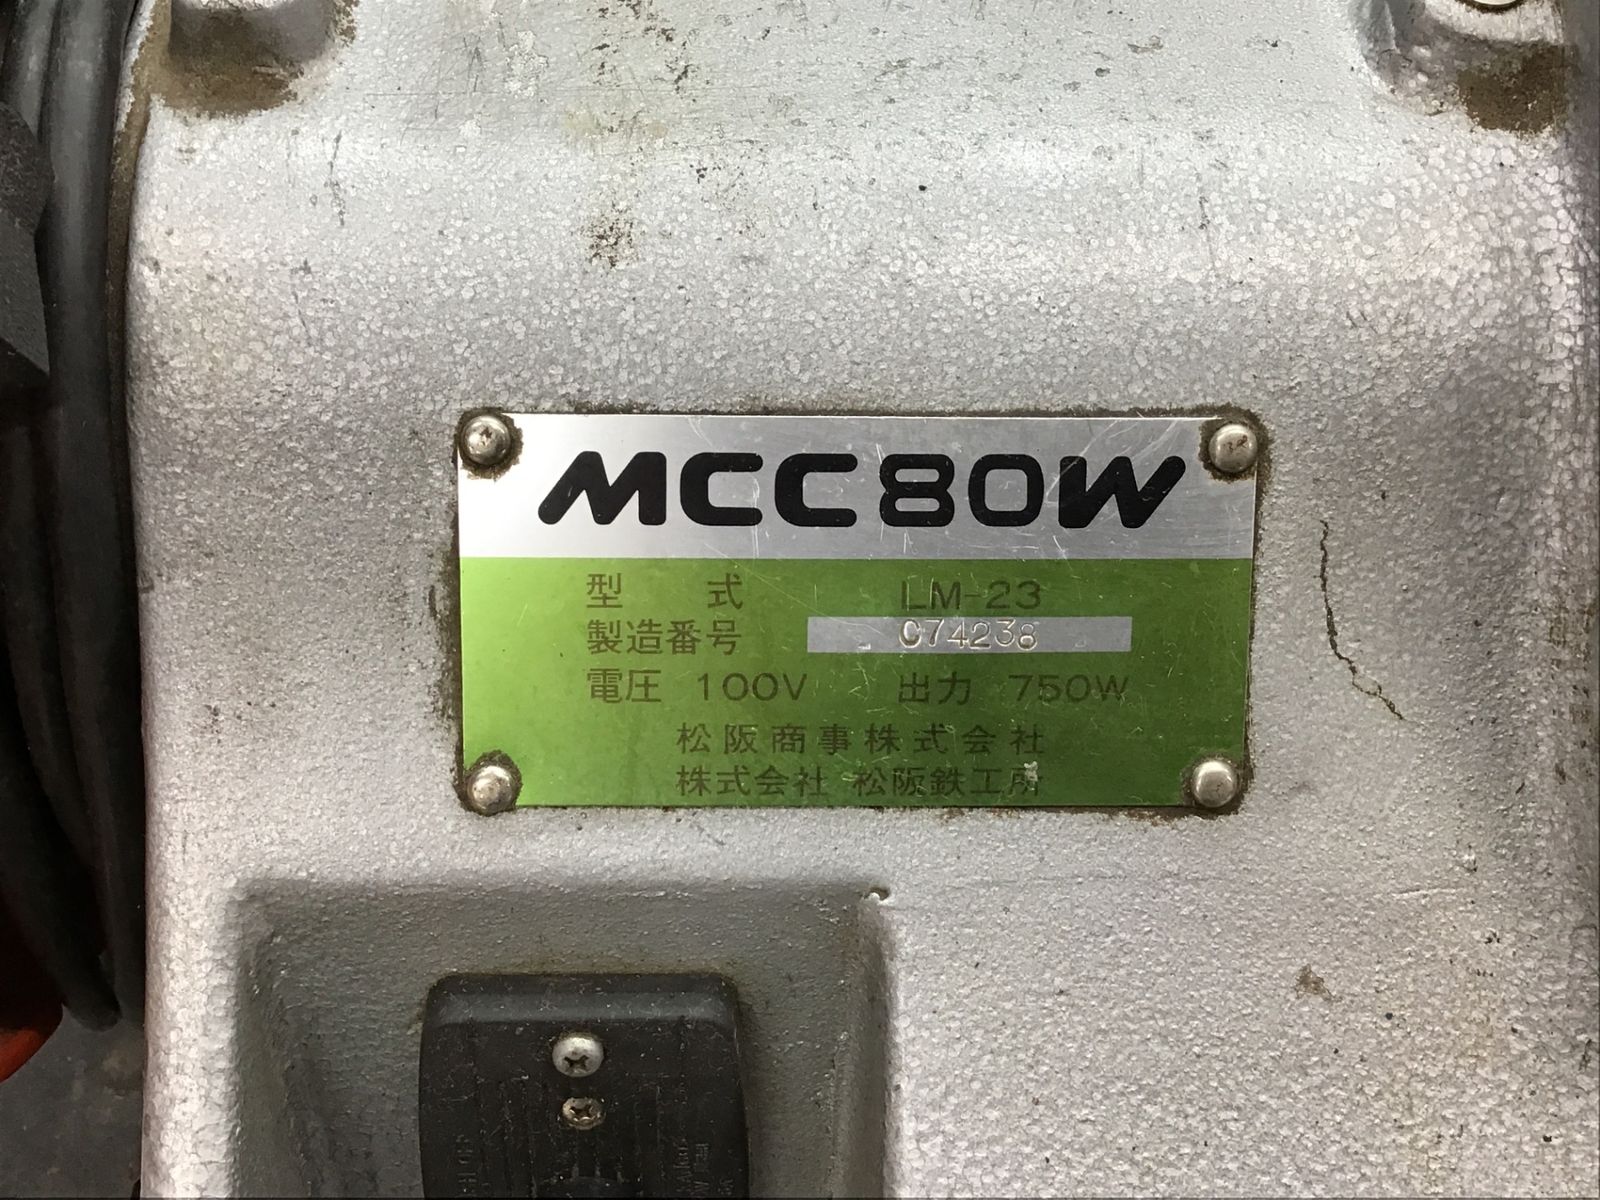 MCC80W
型　式 LM-23
製造番号 C74238
電圧 100V 出力 750W
松阪商事株式会社
株式会社 松阪鉄工所